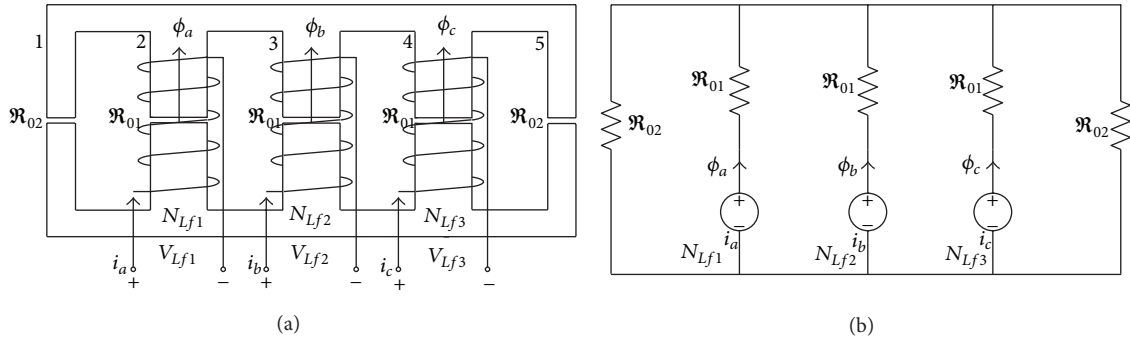 1 2 3 4 5
ϕa ϕb ϕc
ℜ02 ℜ01 ℜ01 ℜ01 ℜ02
NLf1 NLf2 NLf3
VLf1 VLf2 VLf3
ia ib ic
+ − + − + −
(a)
ℜ01 ℜ01 ℜ01
ℜ02 ℜ02
ϕa ϕb ϕc
+ + +
− − −
ia ib ic
NLf1 NLf2 NLf3
(b)